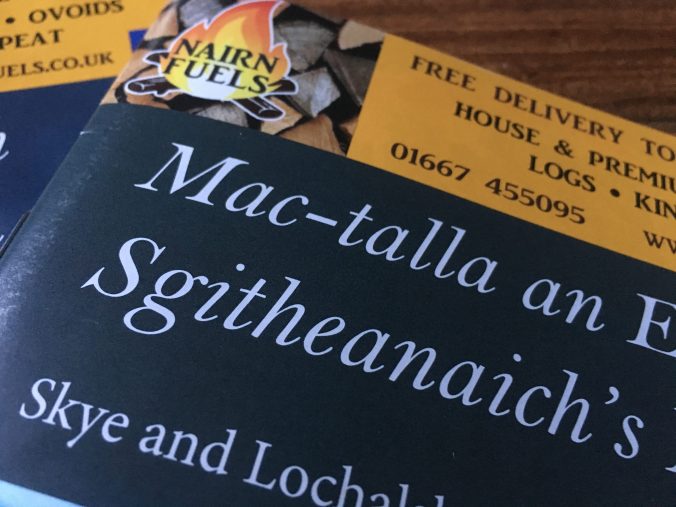 • OVOIDS
PEAT
UELS.CO.UK
NAIRN
FUELS
FREE DELIVERY TO
HOUSE & PREMIU
LOGS • KIN
01667 455095
WW
Mac-talla an E
Sgitheanaich's
Skye and Lochal